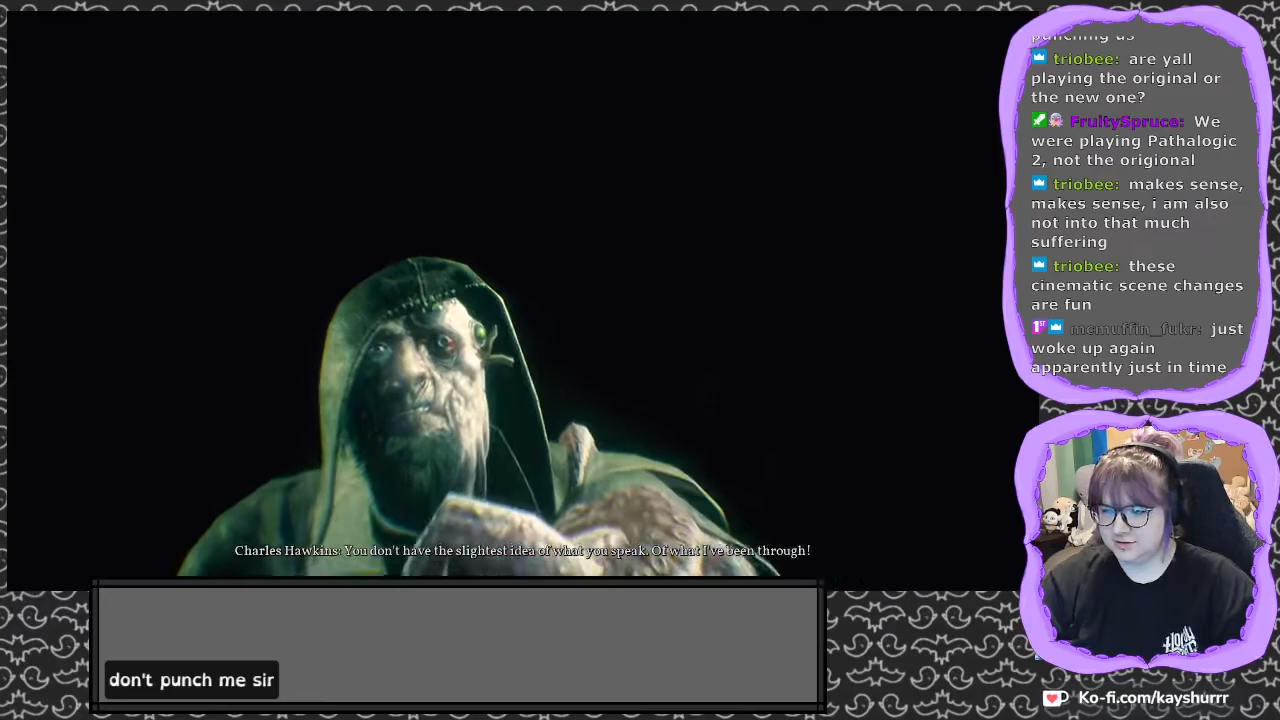 punching us
triobee: are yall
playing the original or
the new one?
FruitySpruce: We
were playing Pathalogic
2, not the origional
triobee: makes sense,
makes sense, i am also
not into that much
suffering
triobee: these
cinematic scene changes
are fun
1ST mcmuffin_fukr: just
woke up again
apparently just in time
Charles Hawkins: You don't have the slightest idea of what you speak. Of what I've been through!
don't punch me sir
Ko-fi.com/kayshurrr